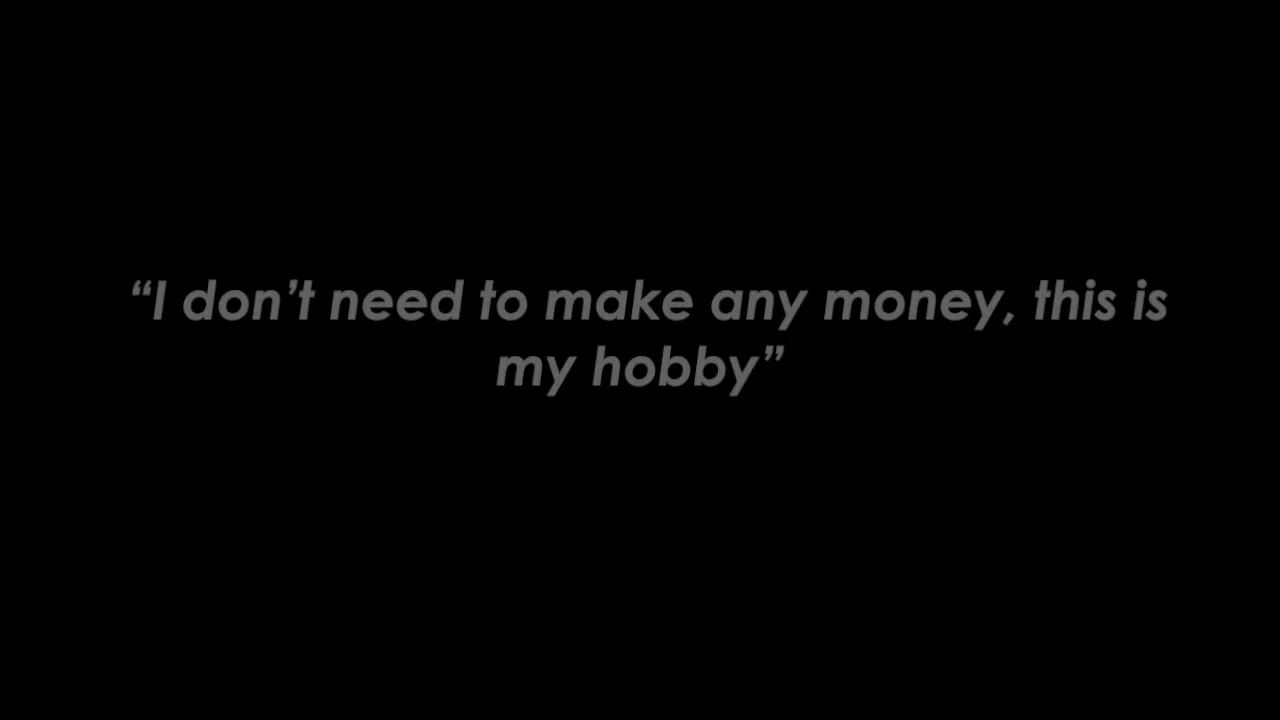 “I don’t need to make any money, this is
my hobby”